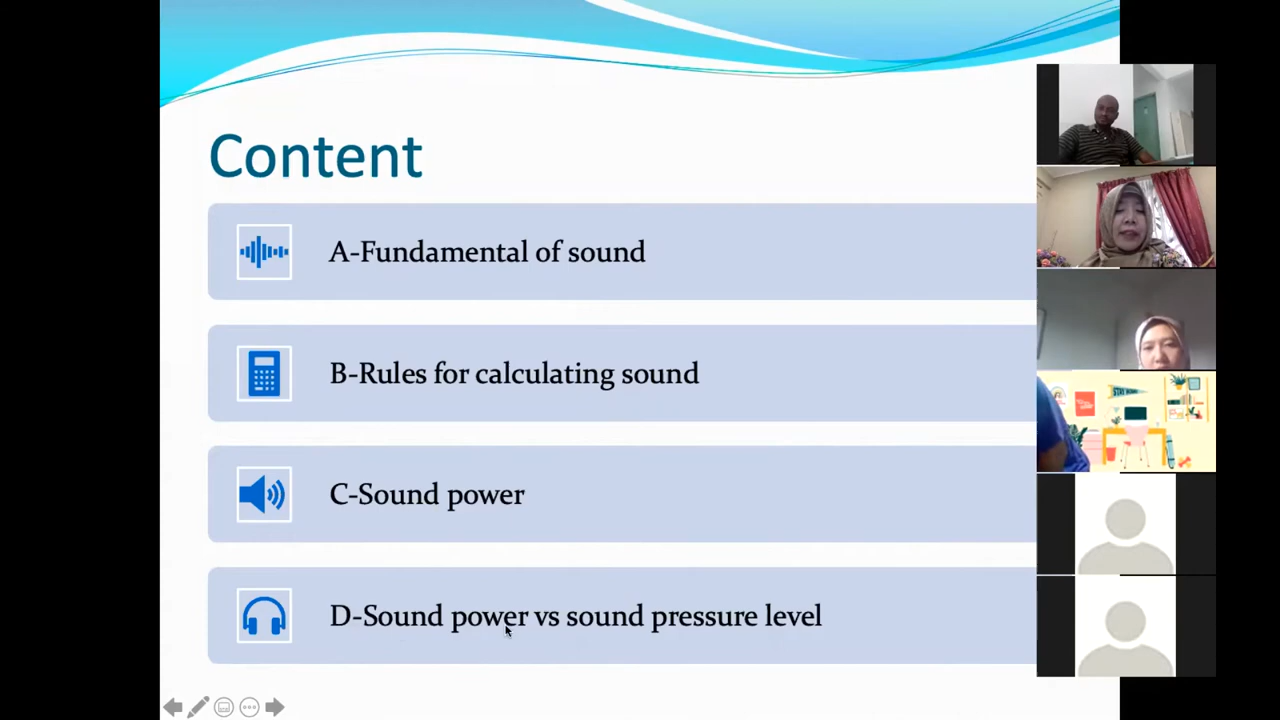 Content
A-Fundamental of sound
B-Rules for calculating sound
C-Sound power
D-Sound power vs sound pressure level